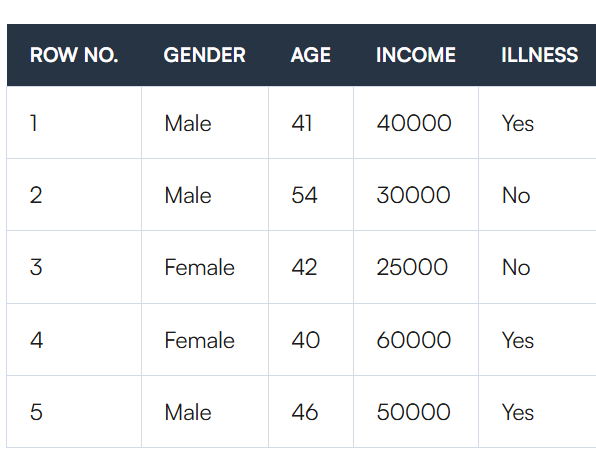 ROW NO. GENDER AGE INCOME ILLNESS
1 Male 41 40000 Yes
2 Male 54 30000 No
3 Female 42 25000 No
4 Female 40 60000 Yes
5 Male 46 50000 Yes